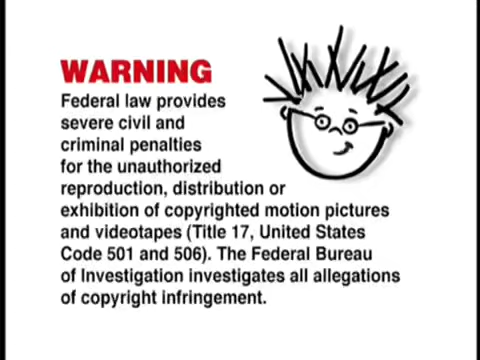 WARNING
Federal law provides
severe civil and
criminal penalties
for the unauthorized
reproduction, distribution or
exhibition of copyrighted motion pictures
and videotapes (Title 17, United States
Code 501 and 506). The Federal Bureau
of Investigation investigates all allegations
of copyright infringement.